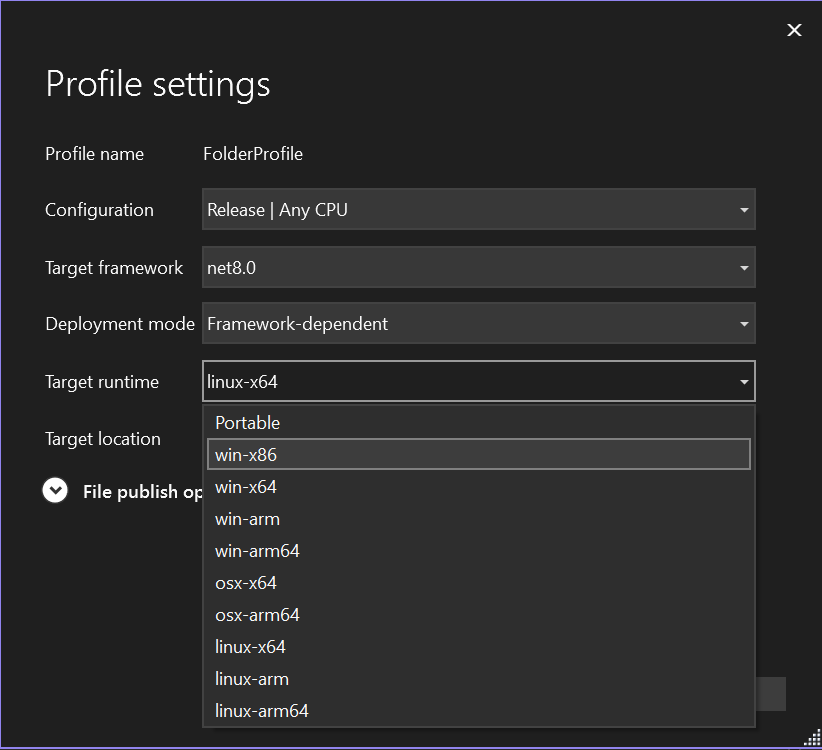 Profile settings
Profile name FolderProfile
Configuration Release | Any CPU
Target framework net8.0
Deployment mode Framework-dependent
Target runtime linux-x64
Portable
Target location
win-x86
win-x64
File publish op
win-arm
win-arm64
osx-x64
osx-arm64
linux-x64
linux-arm
linux-arm64